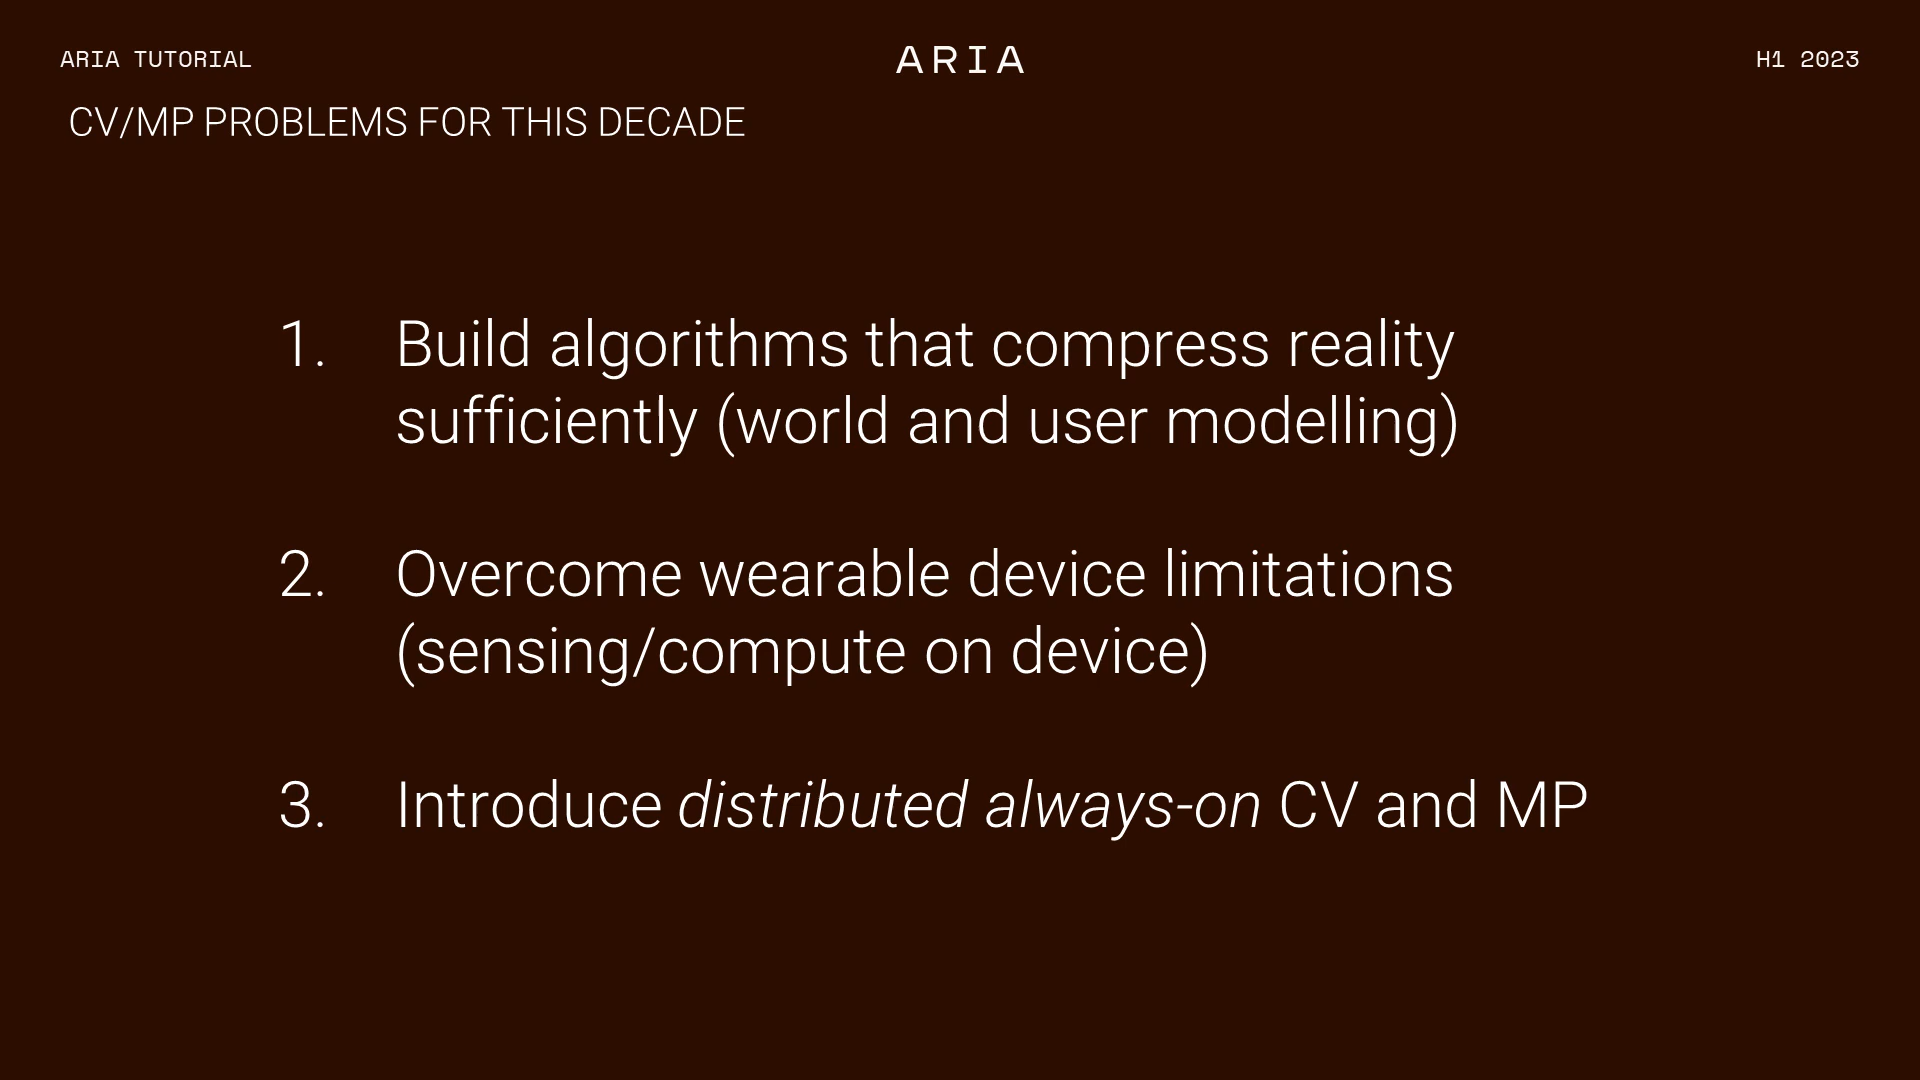 ARIA TUTORIAL
ARIA
H1 2023
CV/MP PROBLEMS FOR THIS DECADE
1. Build algorithms that compress reality
sufficiently (world and user modelling)
2. Overcome wearable device limitations
(sensing/compute on device)
3. Introduce distributed always-on CV and MP